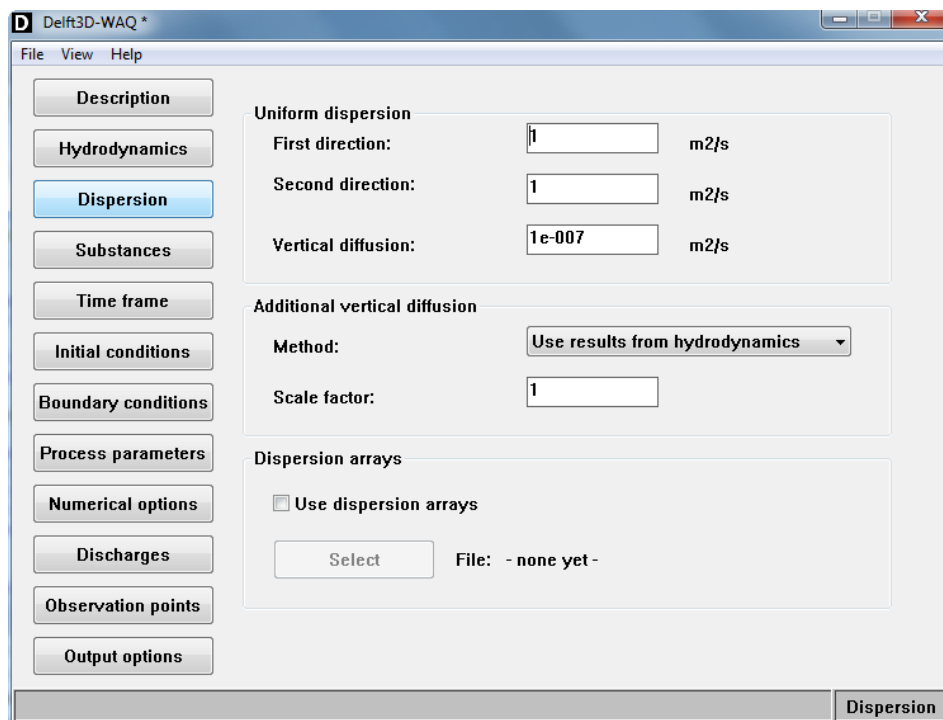 D Delft3D-WAQ *
File View Help
Description
Hydrodynamics
Dispersion
Substances
Time frame
Initial conditions
Boundary conditions
Process parameters
Numerical options
Discharges
Observation points
Output options
Uniform dispersion
First direction: 1 m2/s
Second direction: 1 m2/s
Vertical diffusion: 1e-007 m2/s
Additional vertical diffusion
Method: Use results from hydrodynamics
Scale factor: 1
Dispersion arrays
Use dispersion arrays
Select File: - none yet -
Dispersion